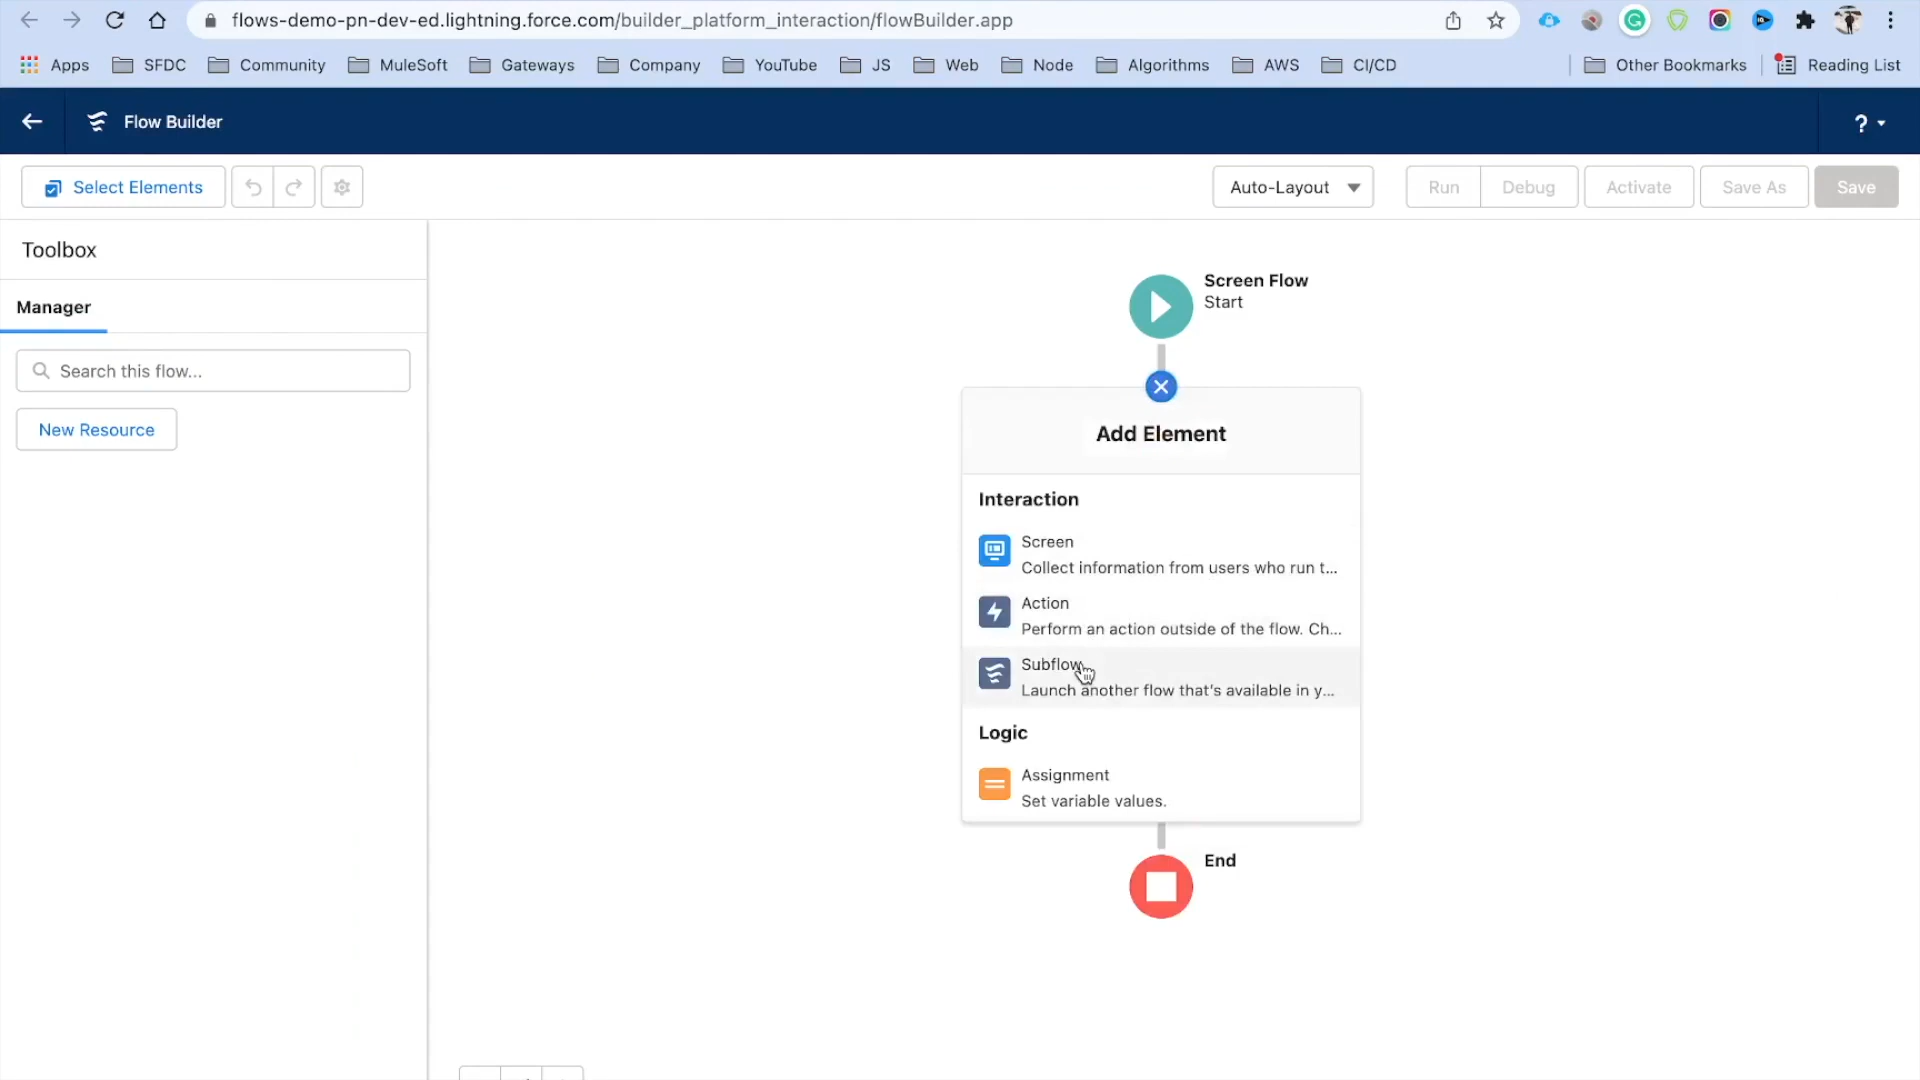 flows-demo-pn-dev-ed.lightning.force.com/builder_platform_interaction/flowBuilder.app
Apps SFDC Community MuleSoft Gateways Company YouTube JS Web Node Algorithms AWS CI/CD Other Bookmarks Reading List
Flow Builder ?
Select Elements Auto-Layout Run Debug Activate Save As Save
Toolbox
Manager
Search this flow...
New Resource
Screen Flow
Start
Add Element
Interaction
Screen
Collect information from users who run t...
Action
Perform an action outside of the flow. Ch...
Subflow
Launch another flow that's available in y...
Logic
Assignment
Set variable values.
End